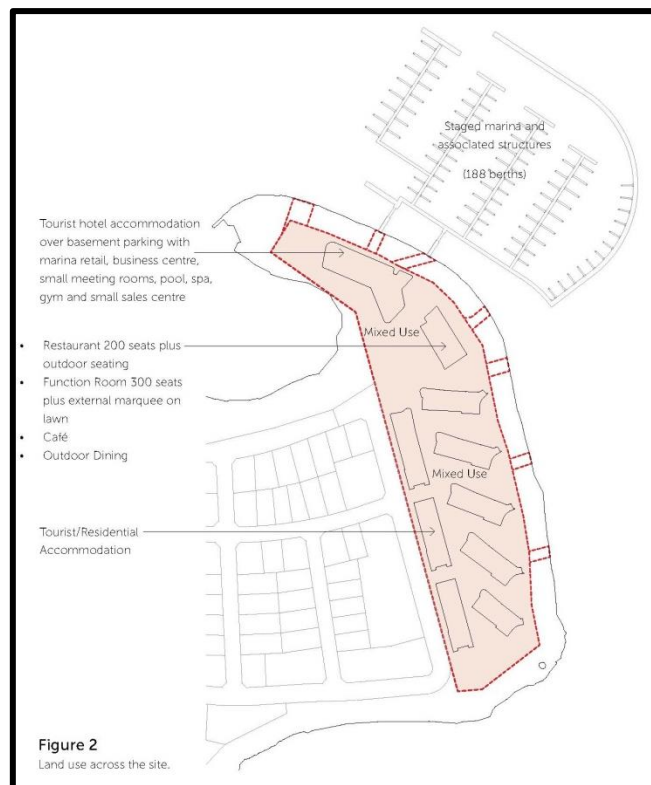 Staged marina and
associated structures
(188 berths)
Tourist hotel accommodation
over basement parking with
marina retail, business centre,
small meeting rooms, pool, spa,
gym and small sales centre
Mixed Use
• Restaurant 200 seats plus
outdoor seating
• Function Room 300 seats
plus external marquee on
lawn
• Café
• Outdoor Dining
Mixed Use
Tourist/Residential
Accommodation
Figure 2
Land use across the site.